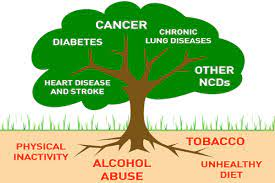 CANCER
DIABETES
CHRONIC
LUNG DISEASES
HEART DISEASE
AND STROKE
OTHER
NCDs
PHYSICAL
INACTIVITY
ALCOHOL
ABUSE
TOBACCO
UNHEALTHY
DIET